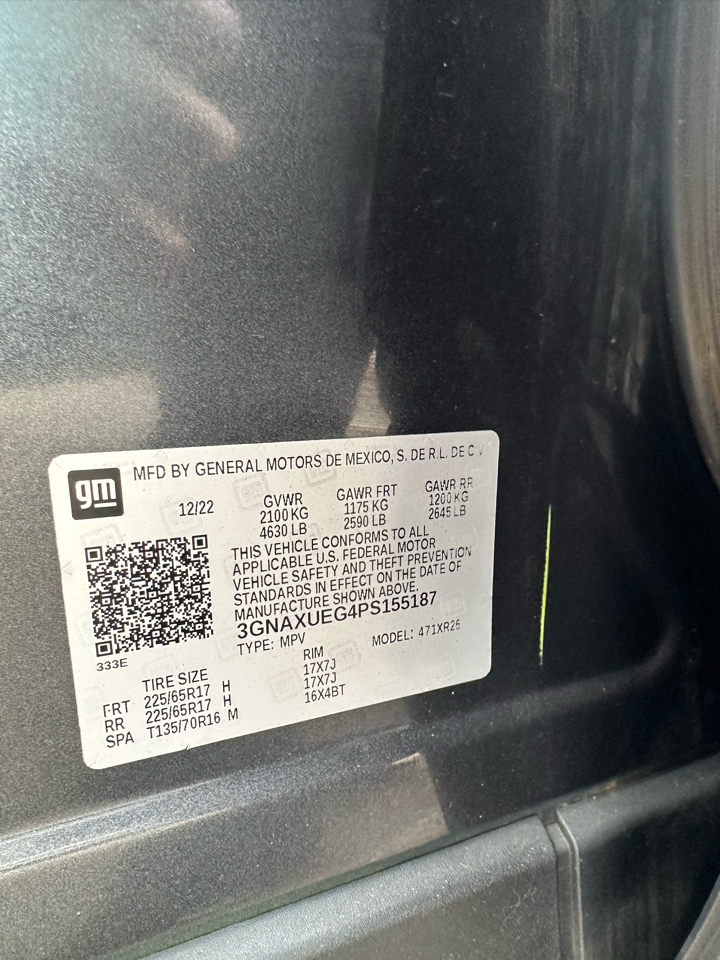 gm
MFD BY GENERAL MOTORS DE MEXICO, S. DE R.L. DE C V
12/22
GVWR GAWR FRT GAWR RR
2100 KG 1175 KG 1200 KG
4630 LB 2590 LB 2645 LB
THIS VEHICLE CONFORMS TO ALL
APPLICABLE U.S. FEDERAL MOTOR
VEHICLE SAFETY AND THEFT PREVENTION
STANDARDS IN EFFECT ON THE DATE OF
MANUFACTURE SHOWN ABOVE.
3GNAXUEG4PS155187
TYPE: MPV MODEL: 471XR26
333E
TIRE SIZE RIM
FRT 225/65R17 H 17X7J
RR 225/65R17 H 17X7J
SPA T135/70R16 M 16X4BT